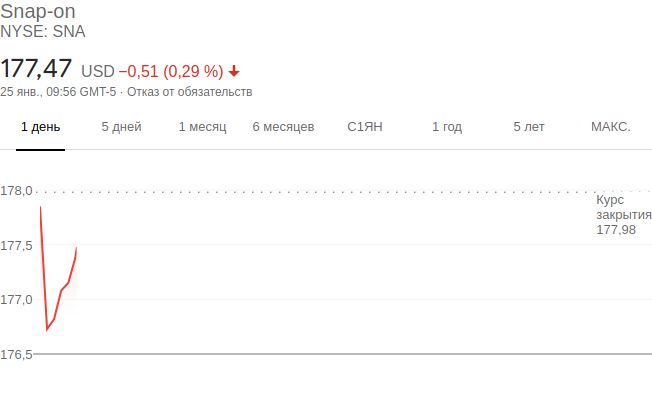 Snap-on
NYSE: SNA
177,47 USD −0,51 (0,29 %)
25 янв., 09:56 GMT-5 · Отказ от обязательств
1 день 5 дней 1 месяц 6 месяцев С1ЯН 1 год 5 лет МАКС.
178,0
Курс
закрытия
177,98
177,5
177,0
176,5